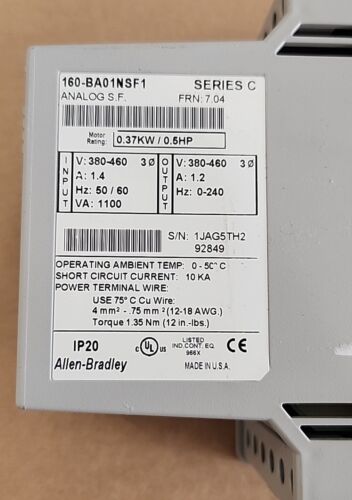 160-BA01NSF1 SERIES C
ANALOG S.F. FRN: 7.04
Motor Rating: 0.37KW / 0.5HP
INPUT
V: 380-460 3Ø
A: 1.4
Hz: 50 / 60
VA: 1100
OUTPUT
V: 380-460 3Ø
A: 1.2
Hz: 0-240
S/N: 1JAG5TH2
92849
OPERATING AMBIENT TEMP: 0 - 50° C
SHORT CIRCUIT CURRENT: 10 KA
POWER TERMINAL WIRE:
USE 75° C Cu Wire:
4 mm² - .75 mm² (12-18 AWG.)
Torque 1.35 Nm (12 in.-lbs.)
IP20
Allen-Bradley
c UL US
LISTED
IND.CONT. EQ.
966X
CE
MADE IN U.S.A.